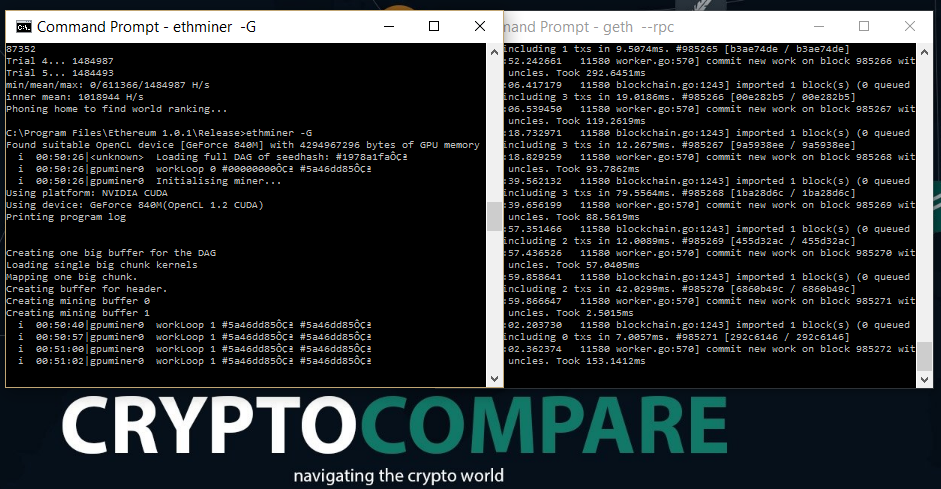 Command Prompt - ethminer -G
87352
Trial 4... 1484987
Trial 5... 1484493
min/mean/max: 0/611366/1484987 H/s
inner mean: 1018944 H/s
Phoning home to find world ranking...
C:\Program Files\Ethereum 1.0.1\Release>ethminer -G
Found suitable OpenCL device [GeForce 840M] with 4294967296 bytes of GPU memory
i 00:50:26|<unknown> Loading full DAG of seedhash: #1978a1faÔÇª
i 00:50:26|gpuminer0 workLoop 0 #00000000ÔÇª #5a46dd85ÔÇª
i 00:50:26|gpuminer0 Initialising miner...
Using platform: NVIDIA CUDA
Using device: GeForce 840M(OpenCL 1.2 CUDA)
Printing program log
Creating one big buffer for the DAG
Loading single big chunk kernels
Mapping one big chunk.
Creating buffer for header.
Creating mining buffer 0
Creating mining buffer 1
i 00:50:40|gpuminer0 workLoop 1 #5a46dd85ÔÇª #5a46dd85ÔÇª
i 00:50:57|gpuminer0 workLoop 1 #5a46dd85ÔÇª #5a46dd85ÔÇª
i 00:51:00|gpuminer0 workLoop 1 #5a46dd85ÔÇª #5a46dd85ÔÇª
i 00:51:02|gpuminer0 workLoop 1 #5a46dd85ÔÇª #5a46dd85ÔÇª
mand Prompt - geth --rpc
including 1 txs in 9.5074ms. #985265 [b3ae74de / b3ae74de]
:52.242661 11580 worker.go:570] commit new work on block 985266 wit
uncles. Took 292.6451ms
:06.417179 11580 blockchain.go:1243] imported 1 block(s) (0 queued
including 3 txs in 19.0186ms. #985266 [00e282b5 / 00e282b5]
:06.539450 11580 worker.go:570] commit new work on block 985267 wit
uncles. Took 119.2619ms
:18.732971 11580 blockchain.go:1243] imported 1 block(s) (0 queued
including 3 txs in 12.2675ms. #985267 [9a5938ee / 9a5938ee]
:18.829259 11580 worker.go:570] commit new work on block 985268 wit
uncles. Took 93.7862ms
:39.562132 11580 blockchain.go:1243] imported 1 block(s) (0 queued
including 3 txs in 79.5564ms. #985268 [1ba28d6c / 1ba28d6c]
:39.656199 11580 worker.go:570] commit new work on block 985269 wit
uncles. Took 88.5619ms
:57.351466 11580 blockchain.go:1243] imported 1 block(s) (0 queued
including 2 txs in 12.0089ms. #985269 [455d32ac / 455d32ac]
:57.436526 11580 worker.go:570] commit new work on block 985270 wit
uncles. Took 57.0405ms
:59.858641 11580 blockchain.go:1243] imported 1 block(s) (0 queued
including 2 txs in 42.0299ms. #985270 [6860b49c / 6860b49c]
:59.866647 11580 worker.go:570] commit new work on block 985271 wit
uncles. Took 2.5015ms
:02.203730 11580 blockchain.go:1243] imported 1 block(s) (0 queued
including 0 txs in 7.0057ms. #985271 [292c6146 / 292c6146]
:02.362374 11580 worker.go:570] commit new work on block 985272 wit
uncles. Took 153.1412ms
CRYPTOCOMPARE
navigating the crypto world